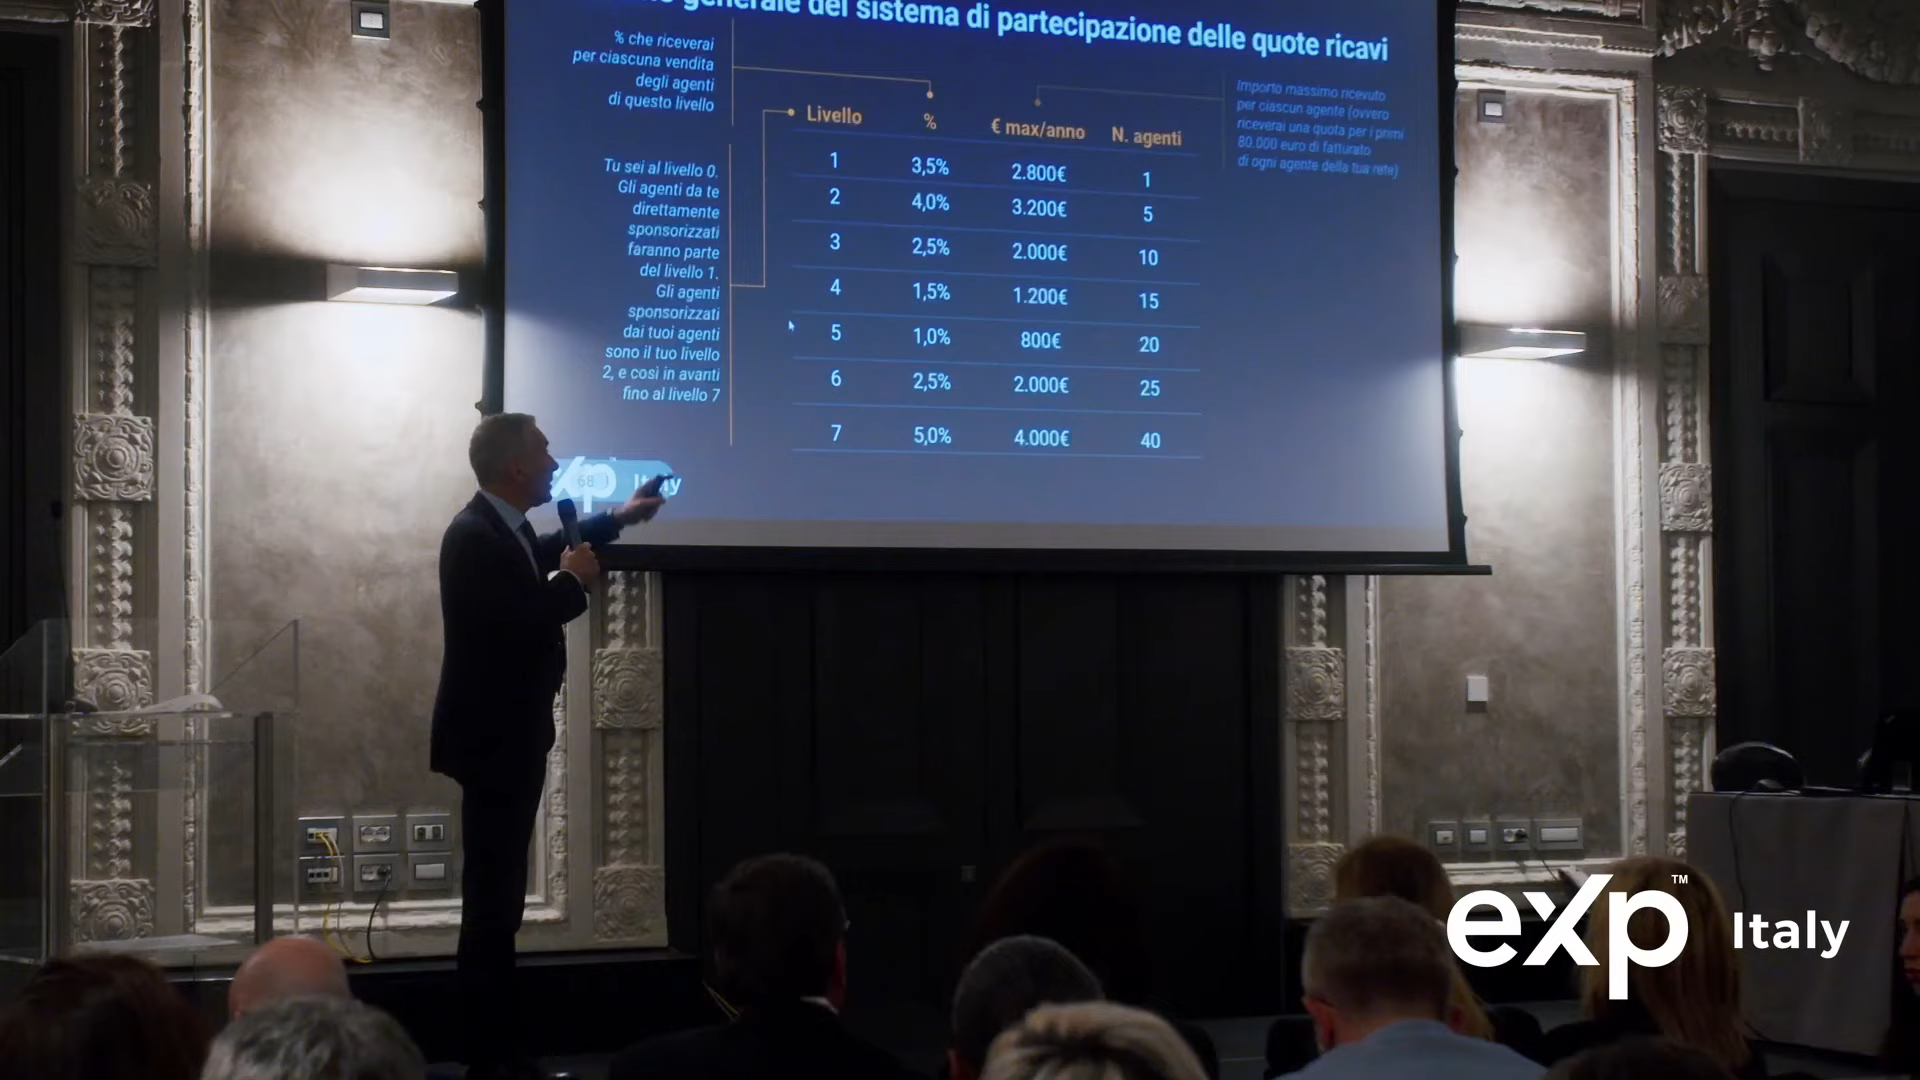 generale del sistema di partecipazione delle quote ricavi
% che riceverai
per ciascuna vendita
degli agenti
di questo livello
Tu sei al livello 0.
Gli agenti da te
direttamente
sponsorizzati
faranno parte
del livello 1.
Gli agenti
sponsorizzati
dai tuoi agenti
sono il tuo livello
2, e così in avanti
fino al livello 7
Livello % € max/anno N. agenti
1 3,5% 2.800€ 1
2 4,0% 3.200€ 5
3 2,5% 2.000€ 10
4 1,5% 1.200€ 15
5 1,0% 800€ 20
6 2,5% 2.000€ 25
7 5,0% 4.000€ 40
Importo massimo ricevuto
per ciascun agente (ovvero
riceverai una quota per i primi
80.000 euro di fatturato
di ogni agente della tua rete)
68
eXp™ Italy